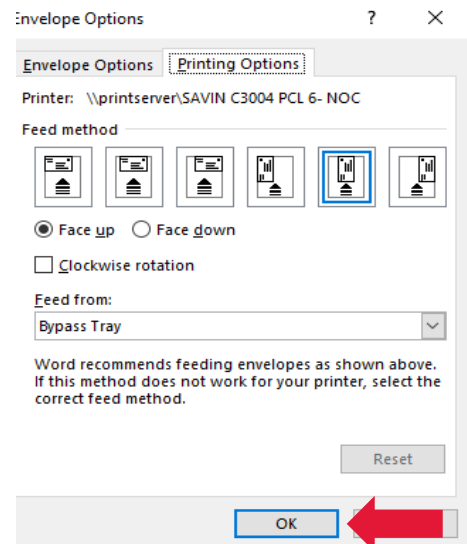 Envelope Options ?
Envelope Options Printing Options
Printer: \\printserver\SAVIN C3004 PCL 6- NOC
Feed method
Face up Face down
Clockwise rotation
Feed from:
Bypass Tray
Word recommends feeding envelopes as shown above.
If this method does not work for your printer, select the
correct feed method.
Reset
OK